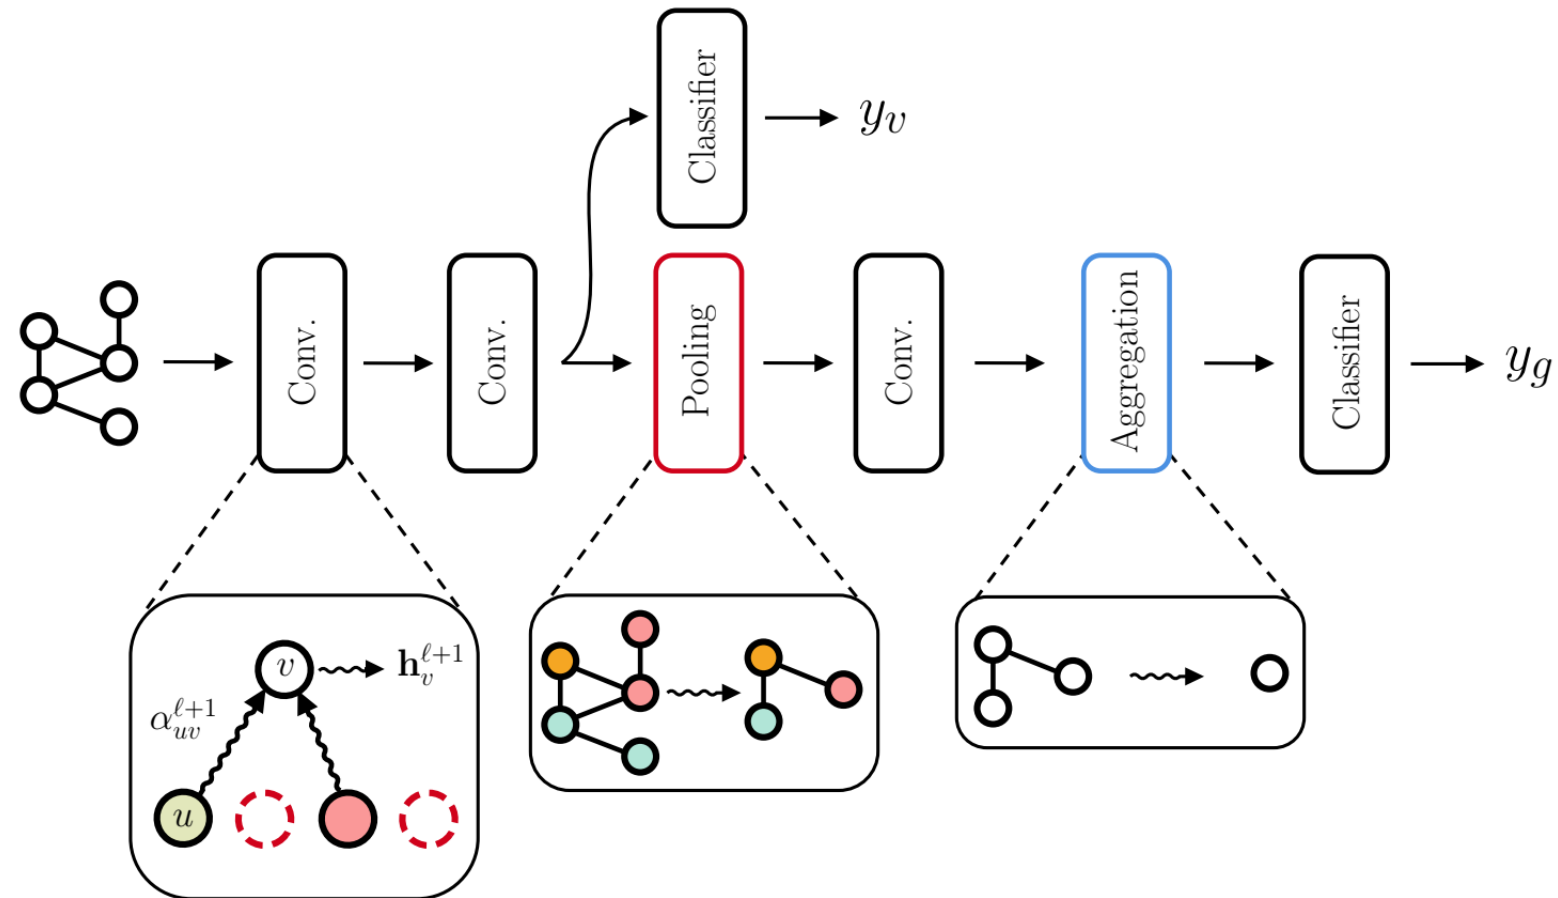 Classifier
y_v
Conv.
Conv.
Pooling
Conv.
Aggregation
Classifier
y_g
v
h_v^{ℓ+1}
α_{uv}^{ℓ+1}
u